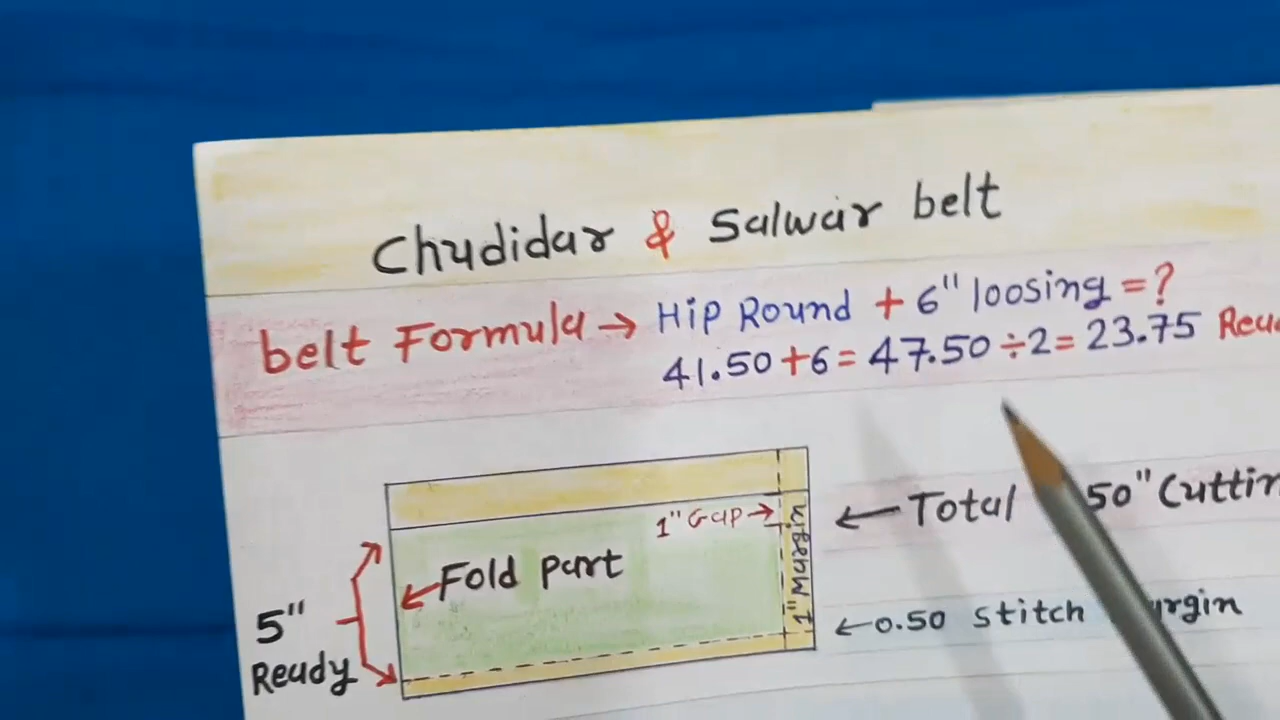 Chudidar & Salwar belt
belt Formula → Hip Round + 6" loosing = ?
41.50 + 6 = 47.50 ÷ 2 = 23.75
1" Gap →
1" Margin
← Total 50" Cuttin
← Fold part
5"
Ready
← 0.50 stitch